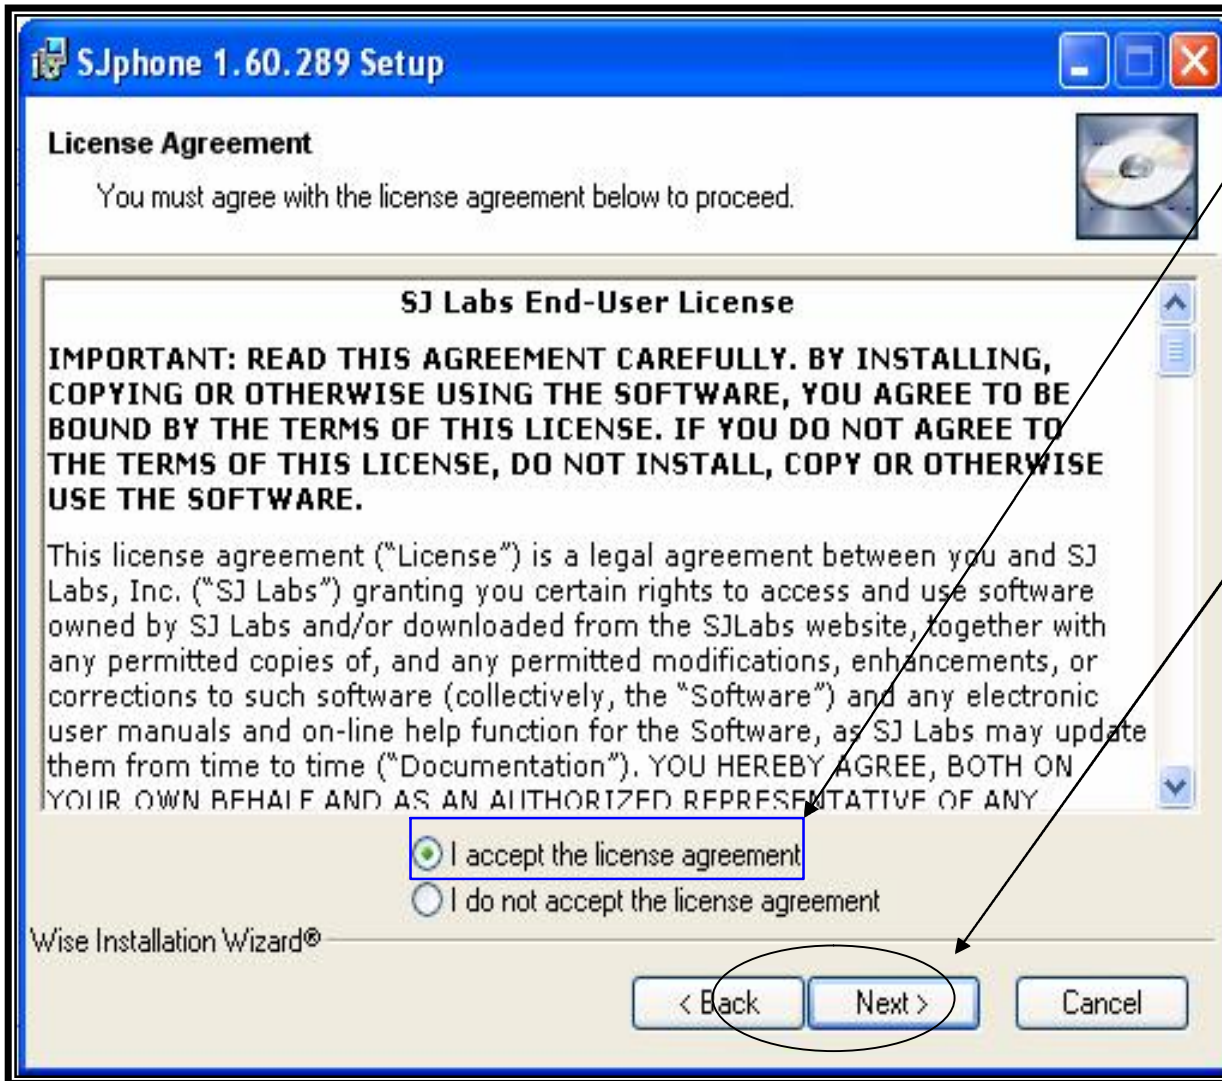 SJphone 1.60.289 Setup
License Agreement
You must agree with the license agreement below to proceed.
SJ Labs End-User License
IMPORTANT: READ THIS AGREEMENT CAREFULLY. BY INSTALLING,
COPYING OR OTHERWISE USING THE SOFTWARE, YOU AGREE TO BE
BOUND BY THE TERMS OF THIS LICENSE. IF YOU DO NOT AGREE TO
THE TERMS OF THIS LICENSE, DO NOT INSTALL, COPY OR OTHERWISE
USE THE SOFTWARE.
This license agreement (“License”) is a legal agreement between you and SJ
Labs, Inc. (“SJ Labs”) granting you certain rights to access and use software
owned by SJ Labs and/or downloaded from the SJLabs website, together with
any permitted copies of, and any permitted modifications, enhancements, or
corrections to such software (collectively, the “Software”) and any electronic
user manuals and on-line help function for the Software, as SJ Labs may update
them from time to time (“Documentation”). YOU HEREBY AGREE, BOTH ON
YOUR OWN BEHALF AND AS AN AUTHORIZED REPRESENTATIVE OF ANY
I accept the license agreement
I do not accept the license agreement
Wise Installation Wizard®
< Back Next > Cancel